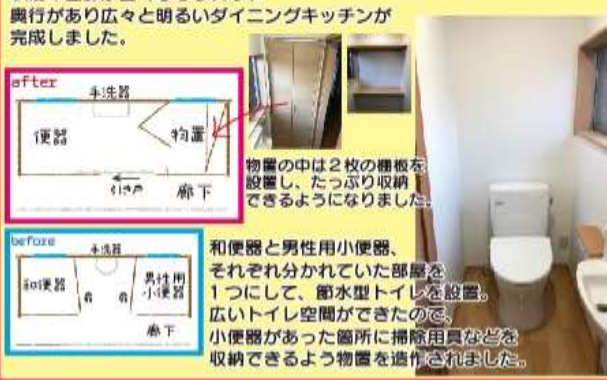 奥行があり広々と明るいダイニングキッチンが
完成しました。
after
手洗器
便器
物置
引き戸
廊下
物置の中は2枚の棚板を
設置し、たっぷり収納
できるようになりました。
before
手洗器
和便器
男性用
小便器
廊下
和便器と男性用小便器、
それぞれ分かれていた部屋を
1つにして、節水型トイレを設置。
広いトイレ空間ができたので、
小便器があった箇所に掃除用具などを
収納できるよう物置を造作されました。